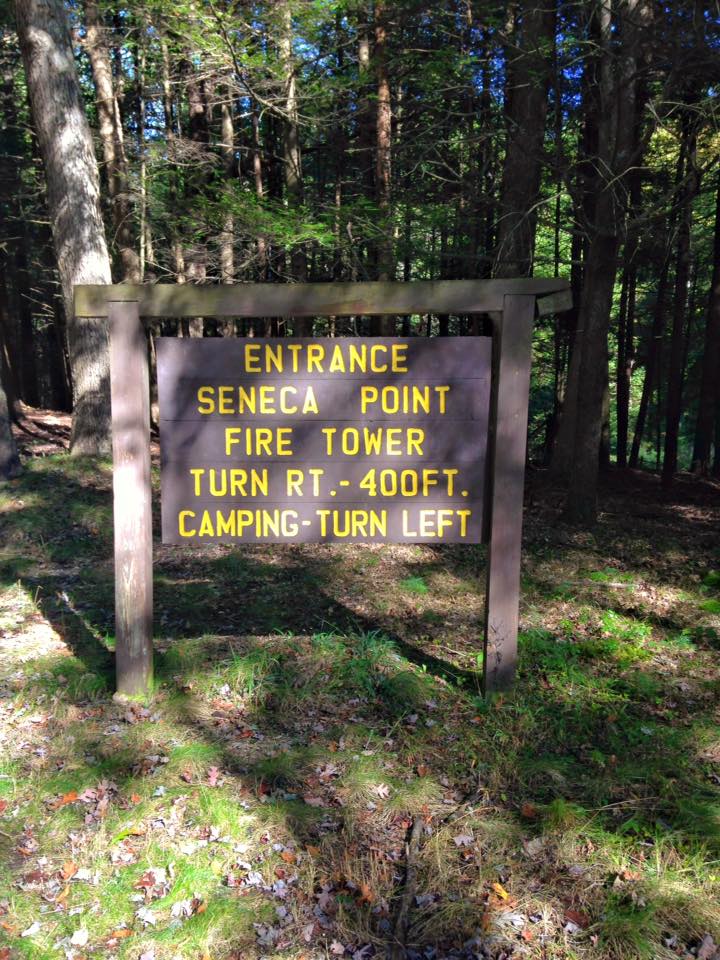 ENTRANCE
SENECA POINT
FIRE TOWER
TURN RT.-400FT.
CAMPING-TURN LEFT